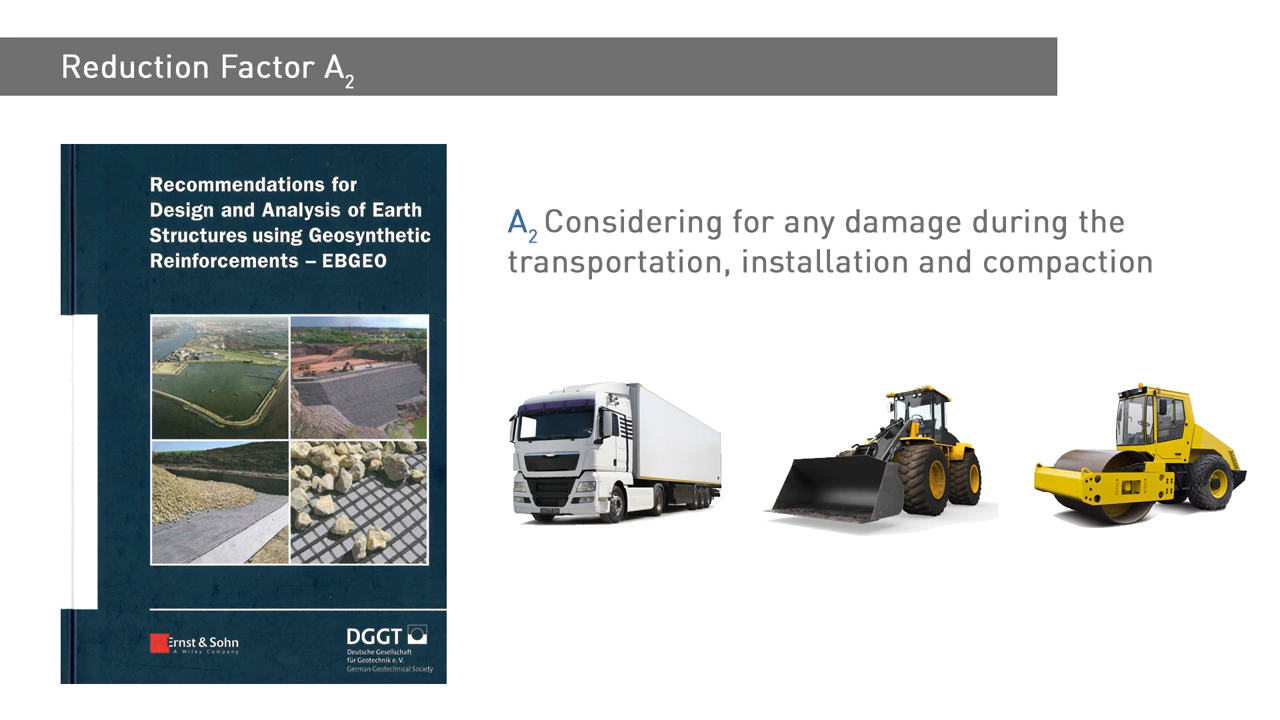 Reduction Factor A2
Recommendations for
Design and Analysis of Earth
Structures using Geosynthetic
Reinforcements – EBGEO
Ernst & Sohn
A Wiley Company
DGGT
Deutsche Gesellschaft
für Geotechnik e. V.
German Geotechnical Society
A2 Considering for any damage during the
transportation, installation and compaction